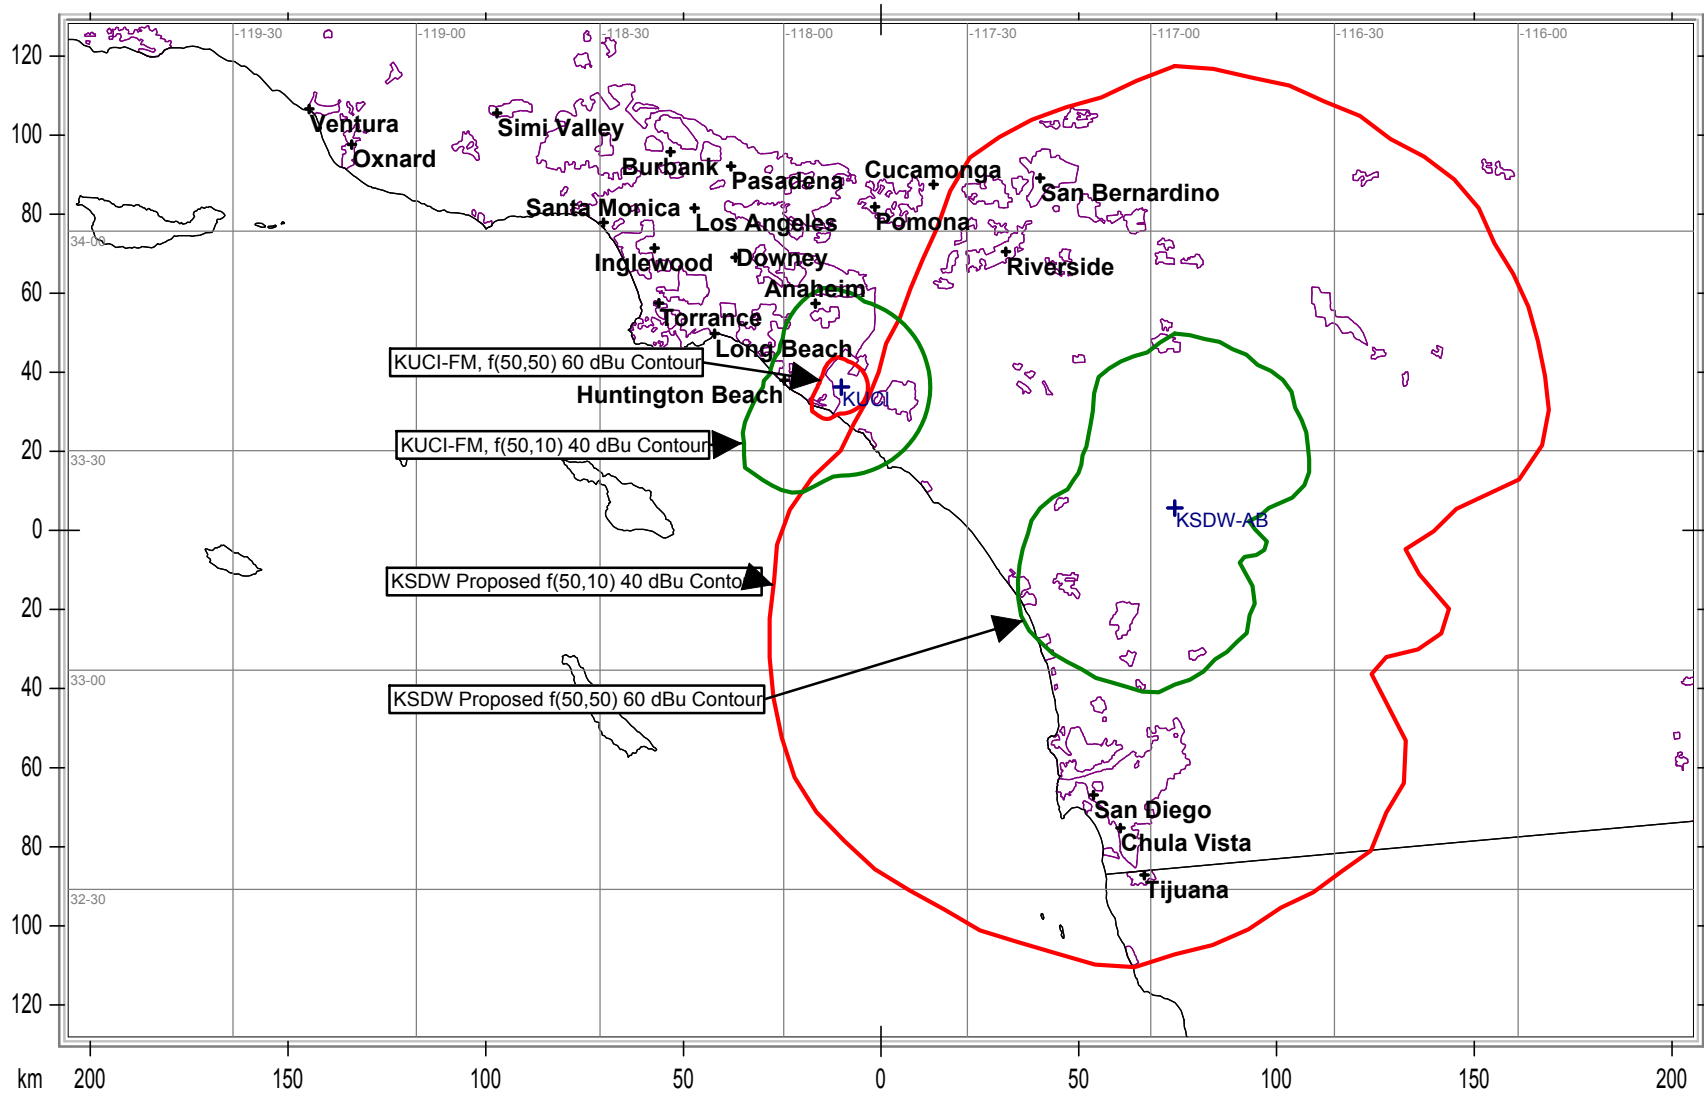 -119-30
-119-00
-118-30
-118-00
-117-30
-117-00
-116-30
-116-00
120
Ventura
Simi Valley
100
Oxnard
Burbank
Pasadena
Cucamonga
San Bernardino
80
Santa Monica
Los Angeles
Pomona
34-00
Inglewood
Downey
Riverside
60
Anaheim
Torrance
Long Beach
KUCI-FM, f(50,50) 60 dBu Contour
40
Huntington Beach
KUCI
KUCI-FM, f(50,10) 40 dBu Contour
20
33-30
0
KSDW-AB
KSDW Proposed f(50,10) 40 dBu Conto
20
33-00
40
KSDW Proposed f(50,50) 60 dBu Contour
60
San Diego
80
Chula Vista
Tijuana
32-30
100
120
km
200
150
100
50
0
50
100
150
200